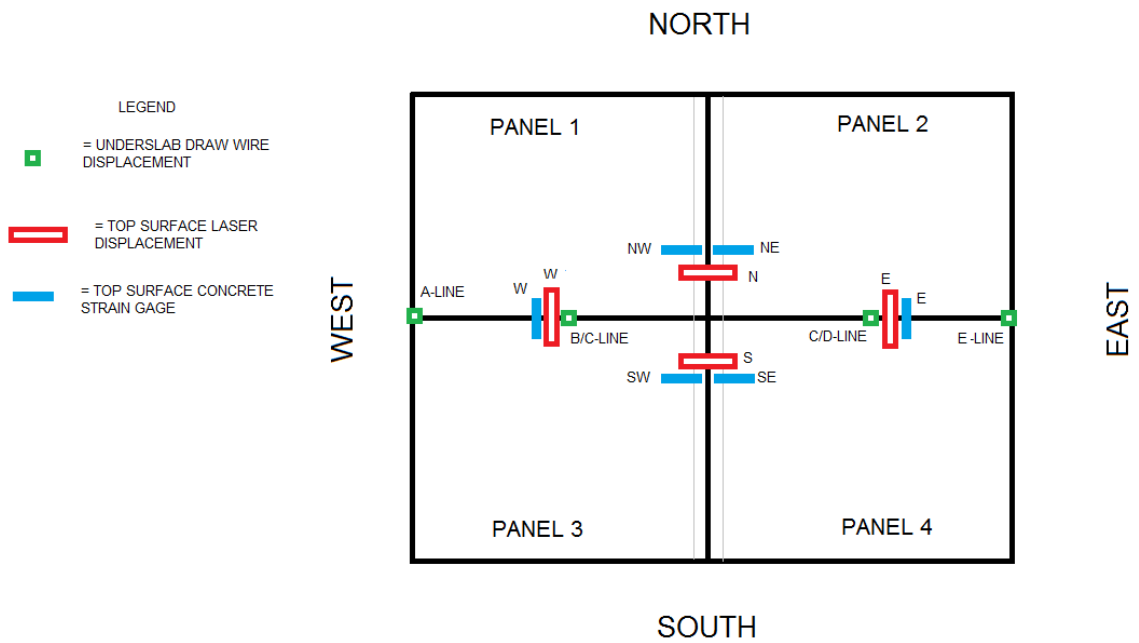 NORTH
LEGEND
= UNDERSLAB DRAW WIRE
DISPLACEMENT
= TOP SURFACE LASER
DISPLACEMENT
= TOP SURFACE CONCRETE
STRAIN GAGE
PANEL 1
PANEL 2
NW
NE
N
WEST
A-LINE
W
W
B/C-LINE
E
E
C/D-LINE
E-LINE
EAST
S
SW
SE
PANEL 3
PANEL 4
SOUTH